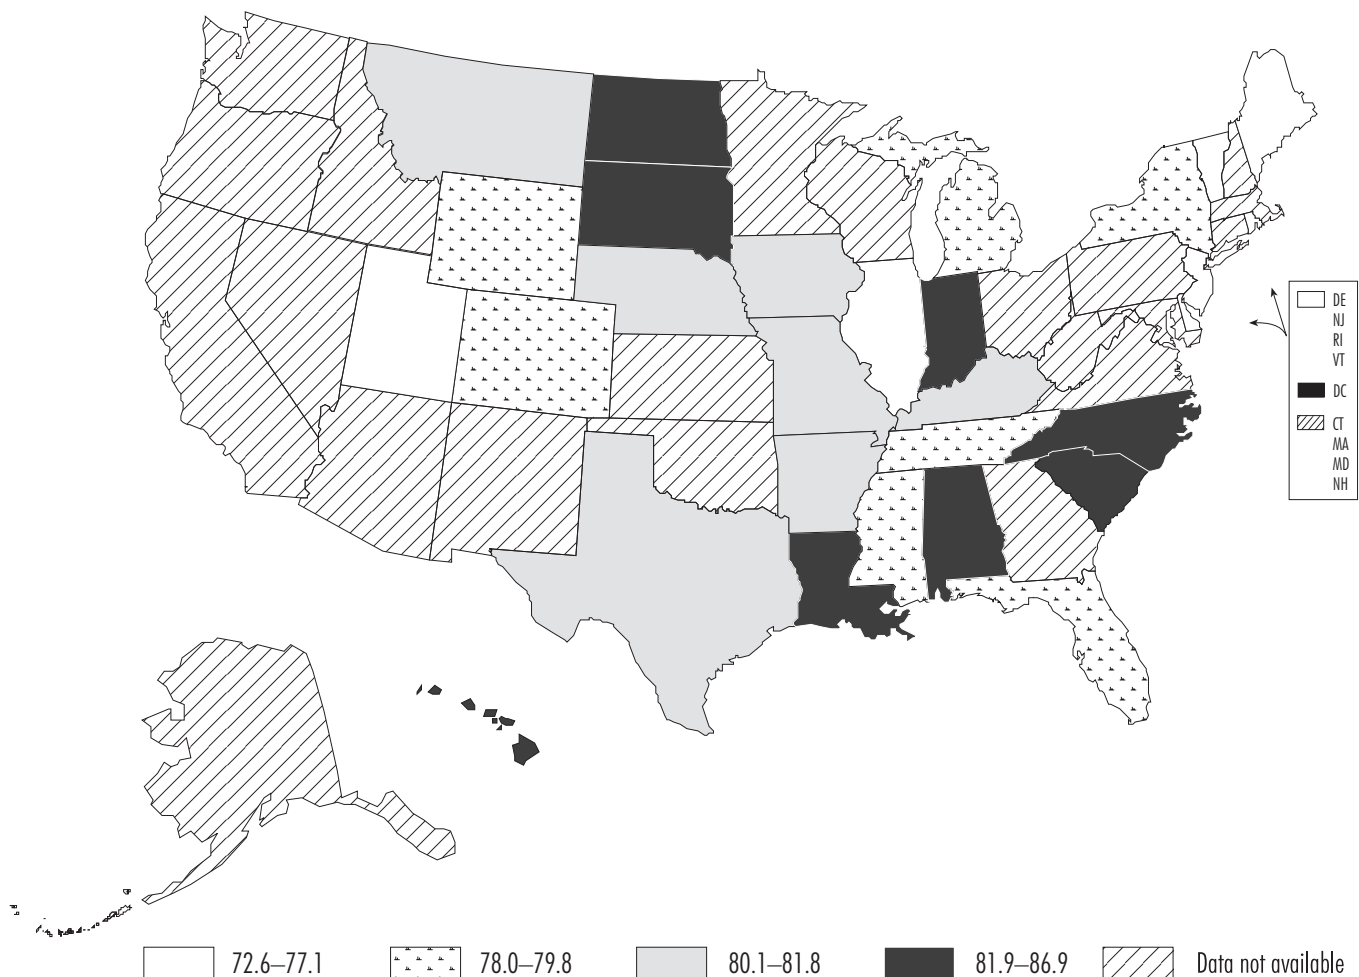 DE
NJ
RI
VT
DC
CT
MA
MD
NH
72.6–77.1
78.0–79.8
80.1–81.8
81.9–86.9
Data not available